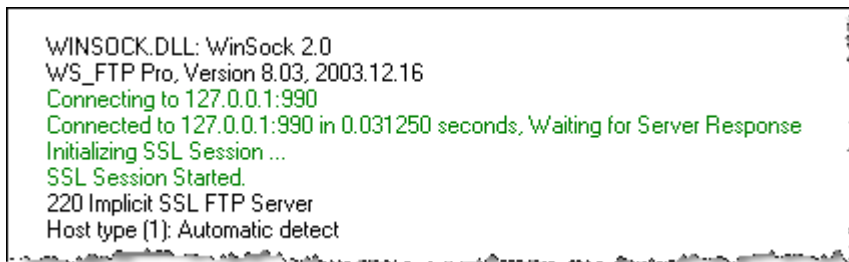 WINSOCK.DLL: WinSock 2.0
WS_FTP Pro, Version 8.03, 2003.12.16
Connecting to 127.0.0.1:990
Connected to 127.0.0.1:990 in 0.031250 seconds, Waiting for Server Response
Initializing SSL Session ...
SSL Session Started.
220 Implicit SSL FTP Server
Host type (1): Automatic detect